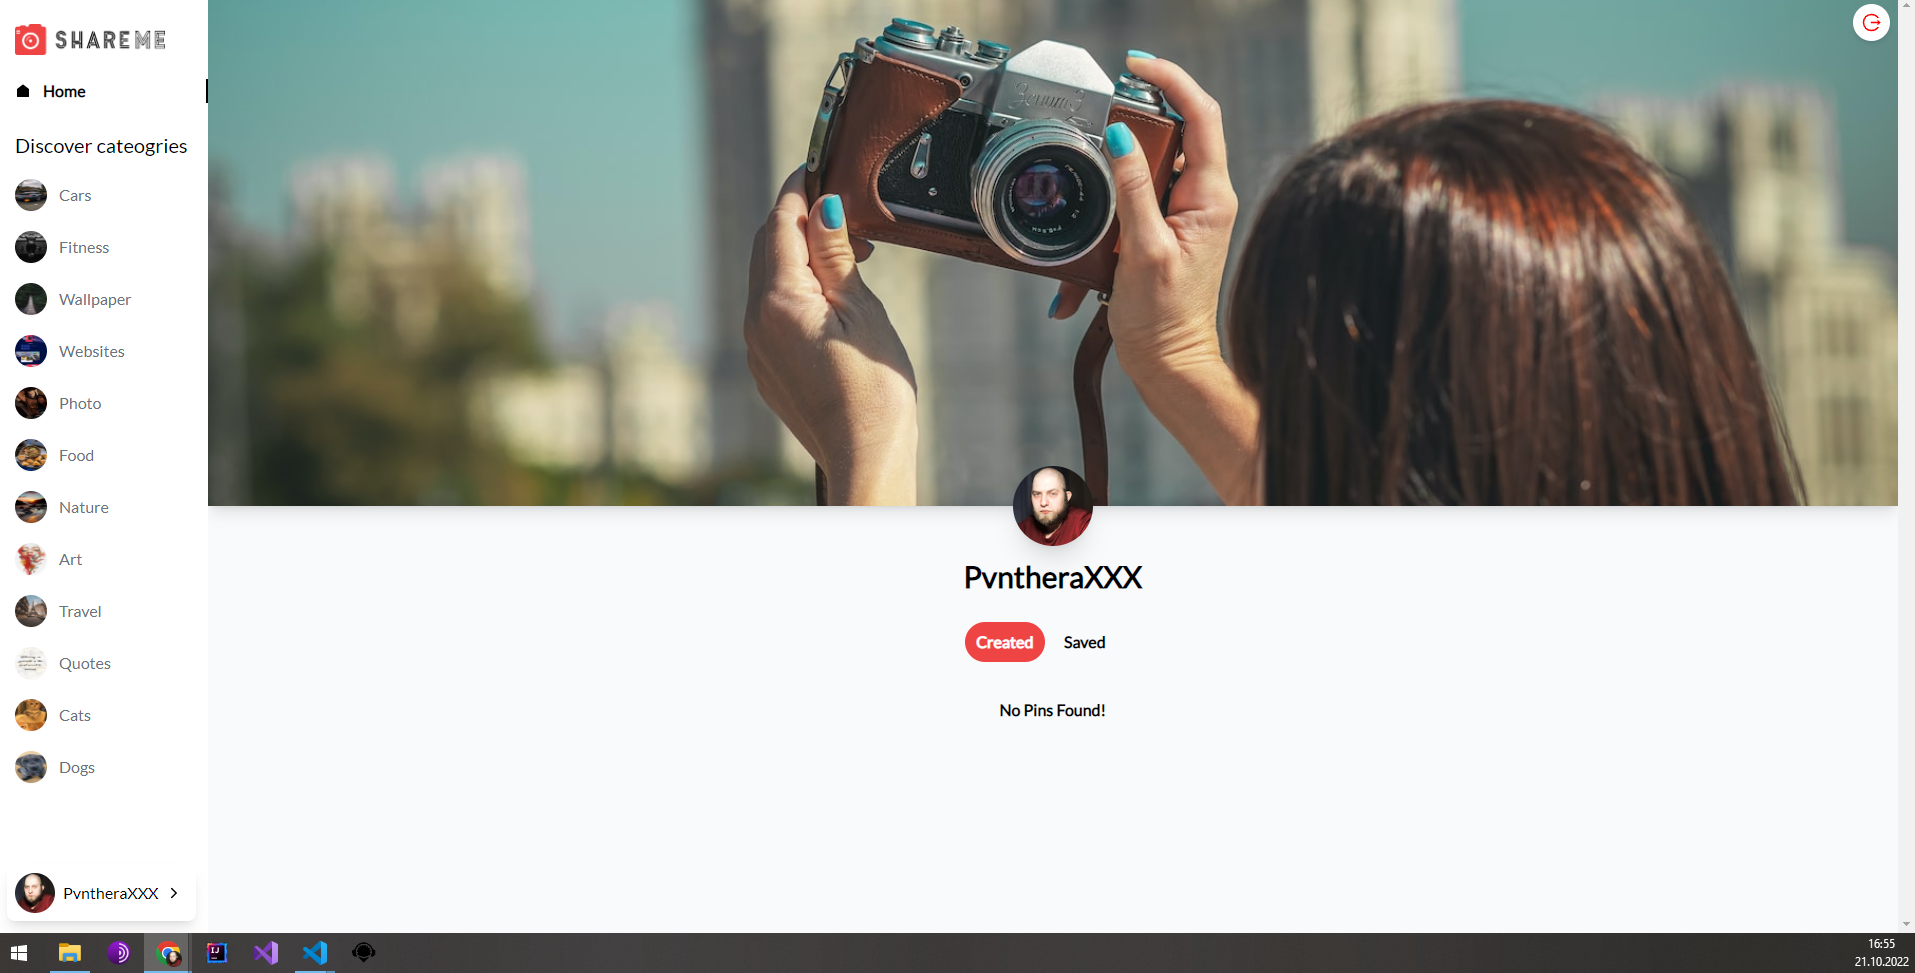 SHAREME
Home
Discover cateogries
Cars
Fitness
Wallpaper
Websites
Photo
Food
Nature
Art
Travel
Quotes
Cats
Dogs
PvntheraXXX
PvntheraXXX
Created
Saved
No Pins Found!
16:55
21.10.2022